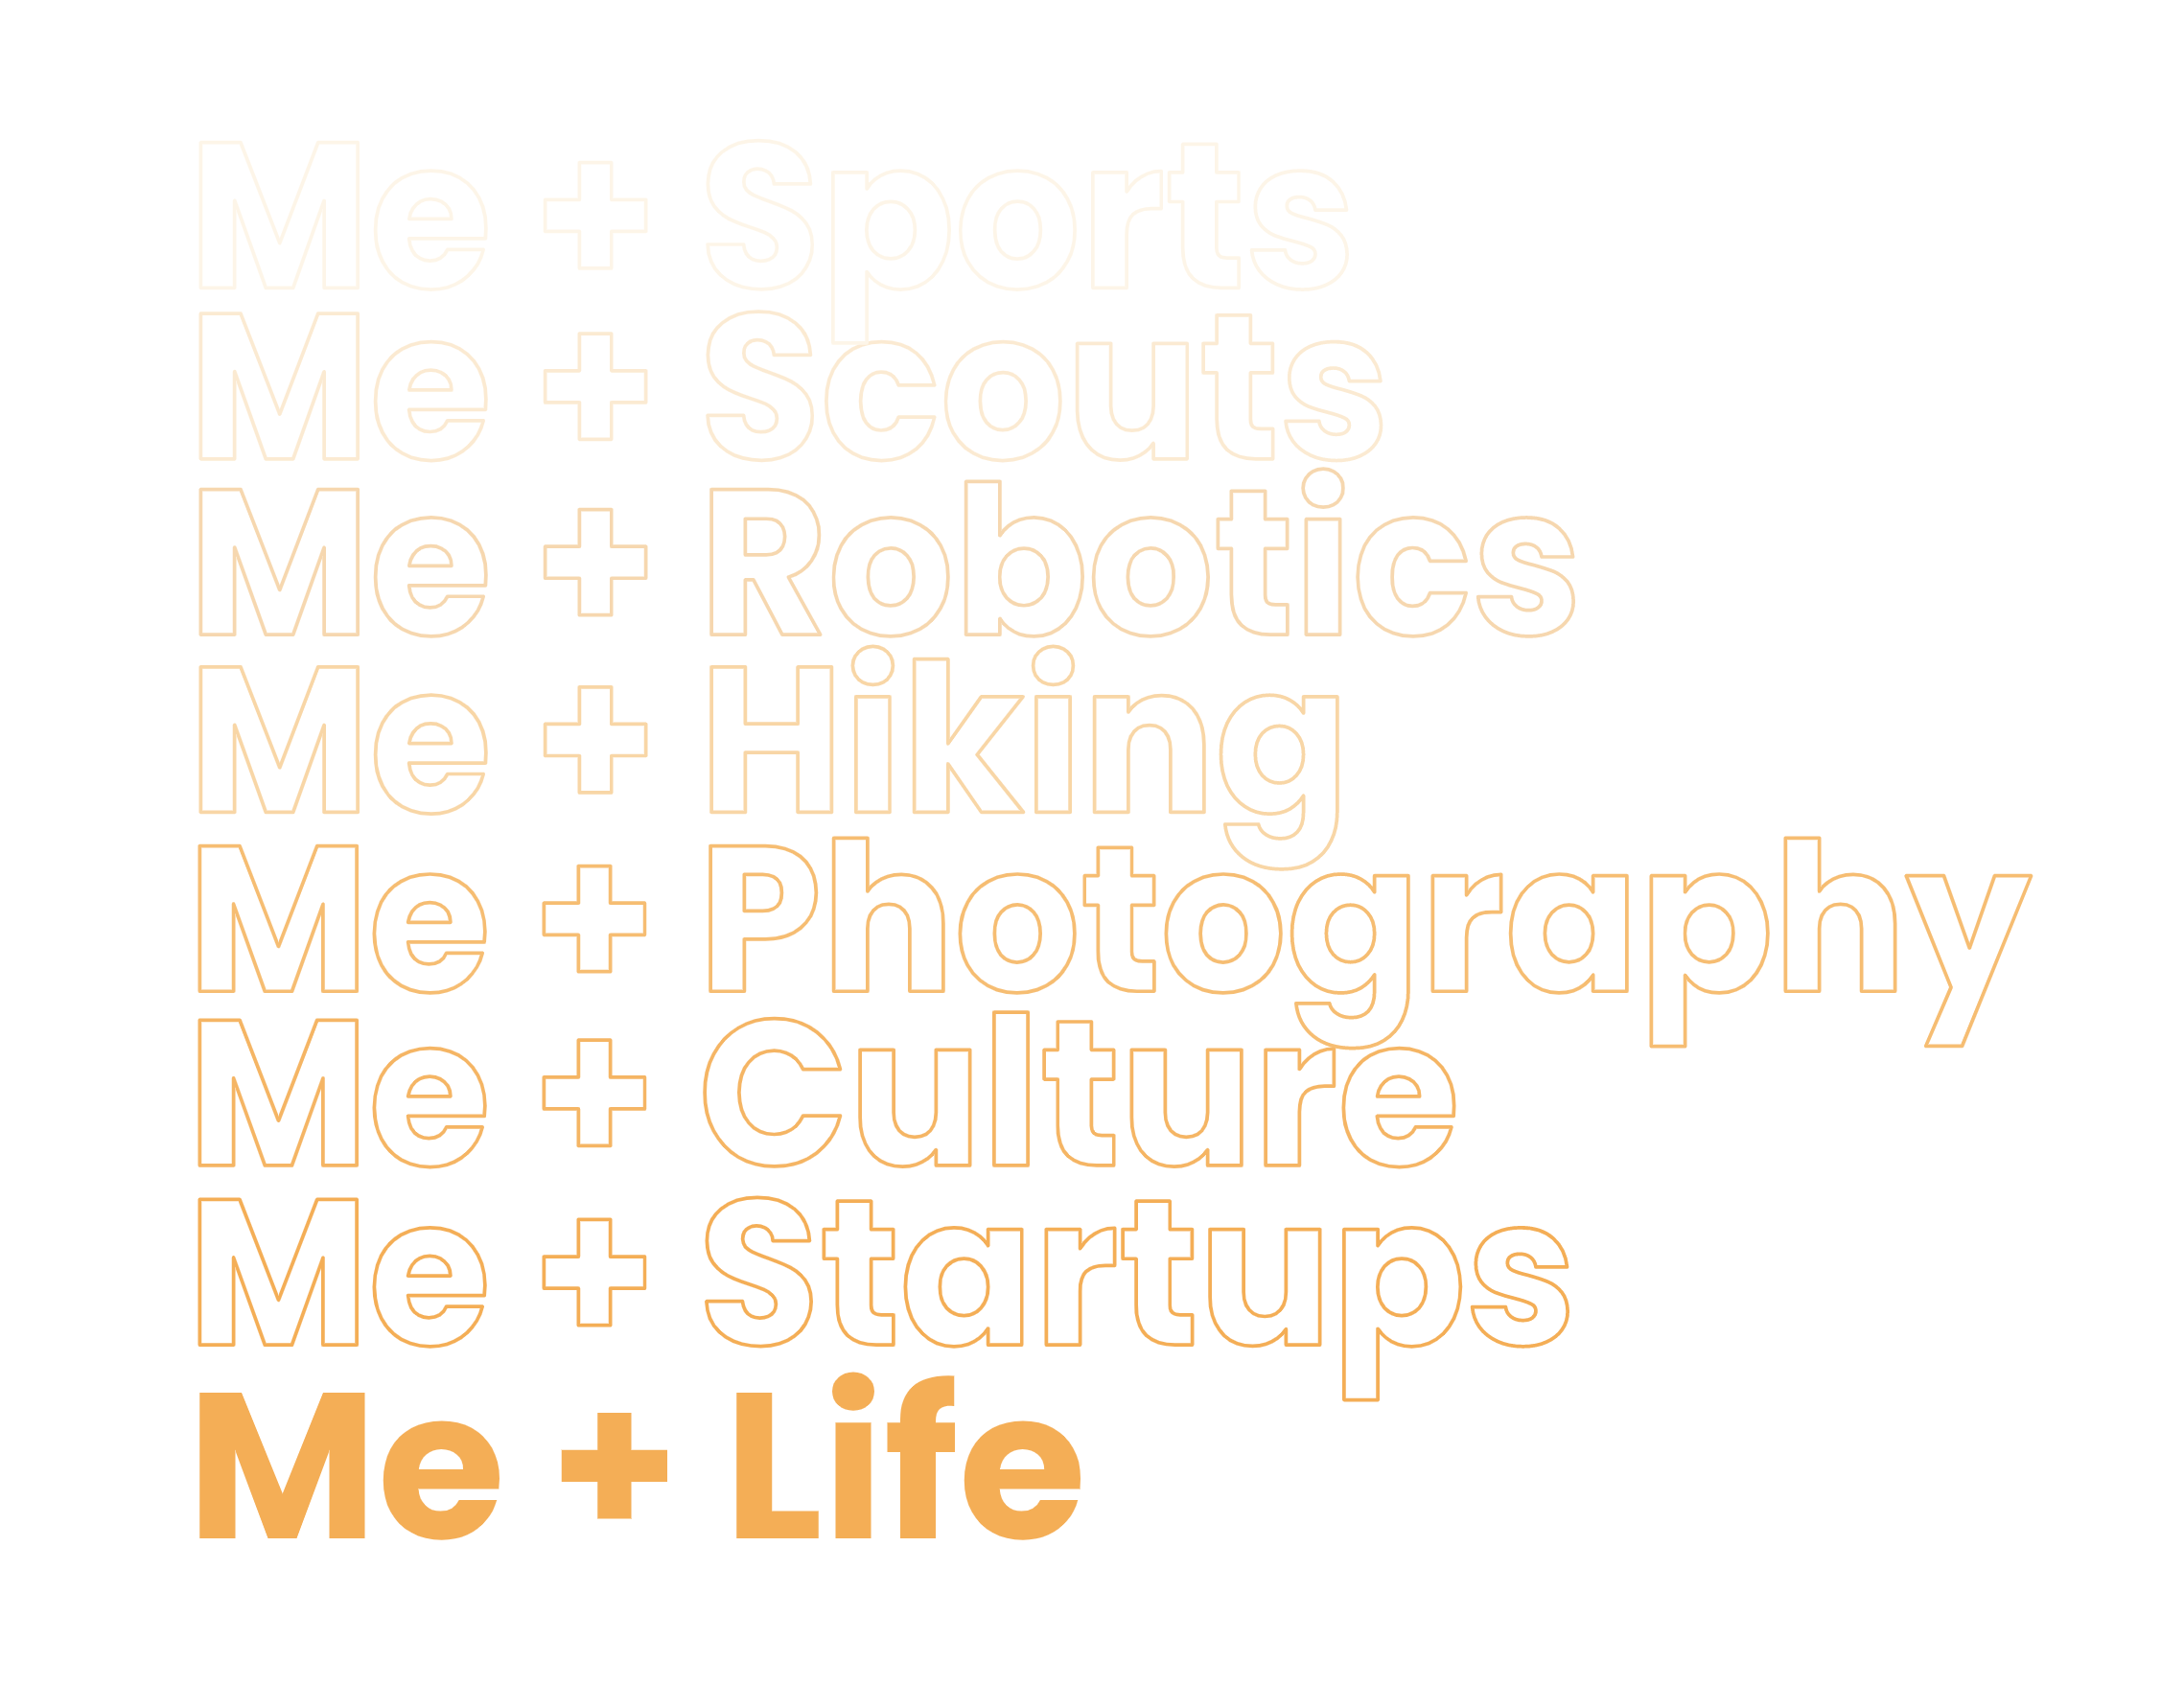 Me + Sports
Me + Scouts
Me + Robotics
Me + Hiking
Me + Photography
Me + Culture
Me + Startups
Me + Life